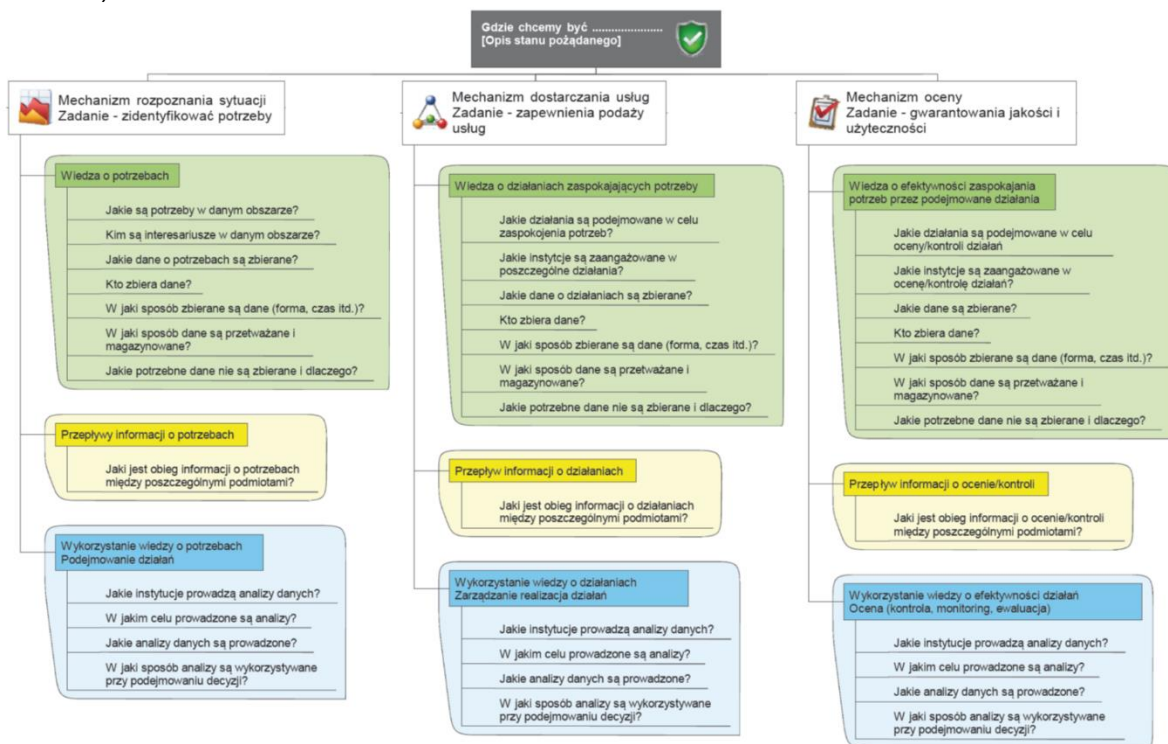 Gdzie chcemy być ......................
[Opis stanu pożądanego]
Mechanizm rozpoznania sytuacji
Zadanie - zidentyfikować potrzeby
Wiedza o potrzebach
Jakie są potrzeby w danym obszarze?
Kim są interesariusze w danym obszarze?
Jakie dane o potrzebach są zbierane?
Kto zbiera dane?
W jaki sposób zbierane są dane (forma, czas itd.)?
W jaki sposób dane są przetważane i
magazynowane?
Jakie potrzebne dane nie są zbierane i dlaczego?
Przepływy informacji o potrzebach
Jaki jest obieg informacji o potrzebach
między poszczególnymi podmiotami?
Wykorzystanie wiedzy o potrzebach
Podejmowanie działań
Jakie instytucje prowadzą analizy danych?
W jakim celu prowadzone są analizy?
Jakie analizy danych są prowadzone?
W jaki sposób analizy są wykorzystywane
przy podejmowaniu decyzji?
Mechanizm dostarczania usług
Zadanie - zapewnienia podaży
usług
Wiedza o działaniach zaspokajających potrzeby
Jakie działania są podejmowane w celu
zaspokojenia potrzeb?
Jakie instytcje są zaangażowane w
poszczególne działania?
Jakie dane o działaniach są zbierane?
Kto zbiera dane?
W jaki sposób zbierane są dane (forma, czas itd.)?
W jaki sposób dane są przetważane i
magazynowane?
Jakie potrzebne dane nie są zbierane i dlaczego?
Przepływ informacji o działaniach
Jaki jest obieg informacji o działaniach
między poszczególnymi podmiotami?
Wykorzystanie wiedzy o działaniach
Zarządzanie realizacja działań
Jakie instytucje prowadzą analizy danych?
W jakim celu prowadzone są analizy?
Jakie analizy danych są prowadzone?
W jaki sposób analizy są wykorzystywane
przy podejmowaniu decyzji?
Mechanizm oceny
Zadanie - gwarantowania jakości i
użyteczności
Wiedza o efektywności zaspokajania
potrzeb przez podejmowane działania
Jakie działania są podejmowane w celu
oceny/kontroli działań
Jakie instytcje są zaangażowane w
ocenę/kontrolę działań?
Jakie dane są zbierane?
Kto zbiera dane?
W jaki sposób zbierane są dane (forma, czas itd.)?
W jaki sposób dane są przetważane i
magazynowane?
Jakie potrzebne dane nie są zbierane i dlaczego?
Przepływ informacji o ocenie/kontroli
Jaki jest obieg informacji o ocenie/kontroli
między poszczególnymi podmiotami?
Wykorzystanie wiedzy o efektywności działań
Ocena (kontrola, monitoring, ewaluacja)
Jakie instytucje prowadzą analizy danych?
W jakim celu prowadzone są analizy?
Jakie analizy danych są prowadzone?
W jaki sposób analizy są wykorzystywane
przy podejmowaniu decyzji?